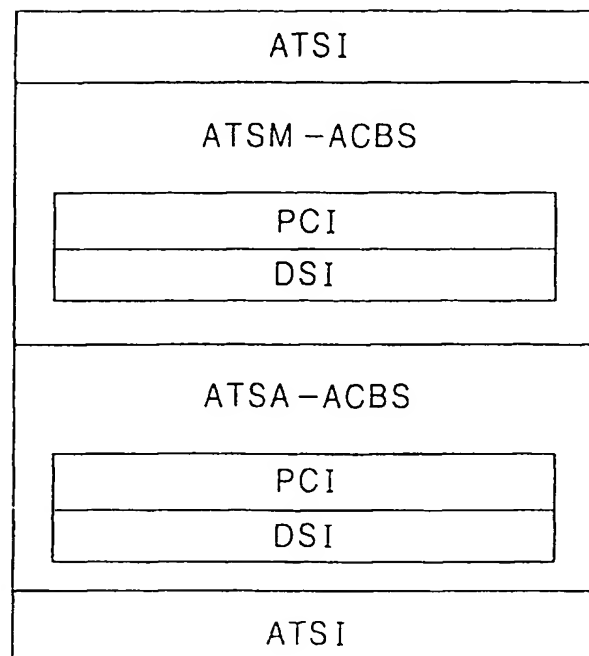 ATSI
ATSM-ACBS
PCI
DSI
ATSA-ACBS
PCI
DSI
ATSI